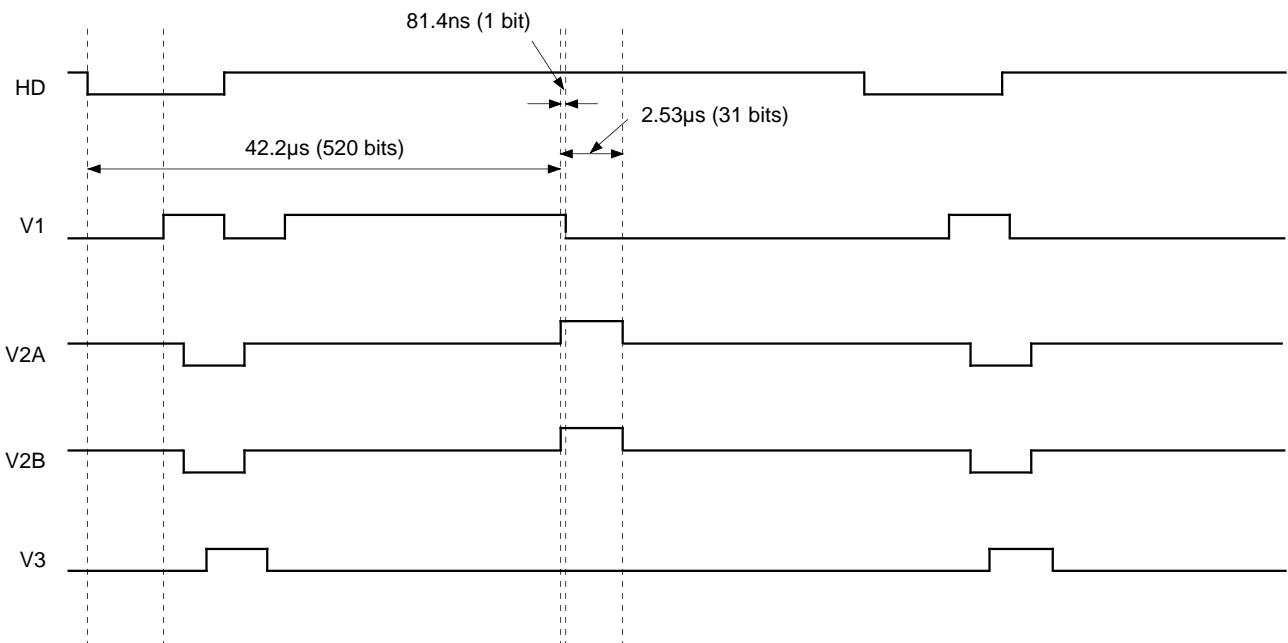 81.4ns (1 bit)
HD
2.53µs (31 bits)
42.2µs (520 bits)
V1
V2A
V2B
V3